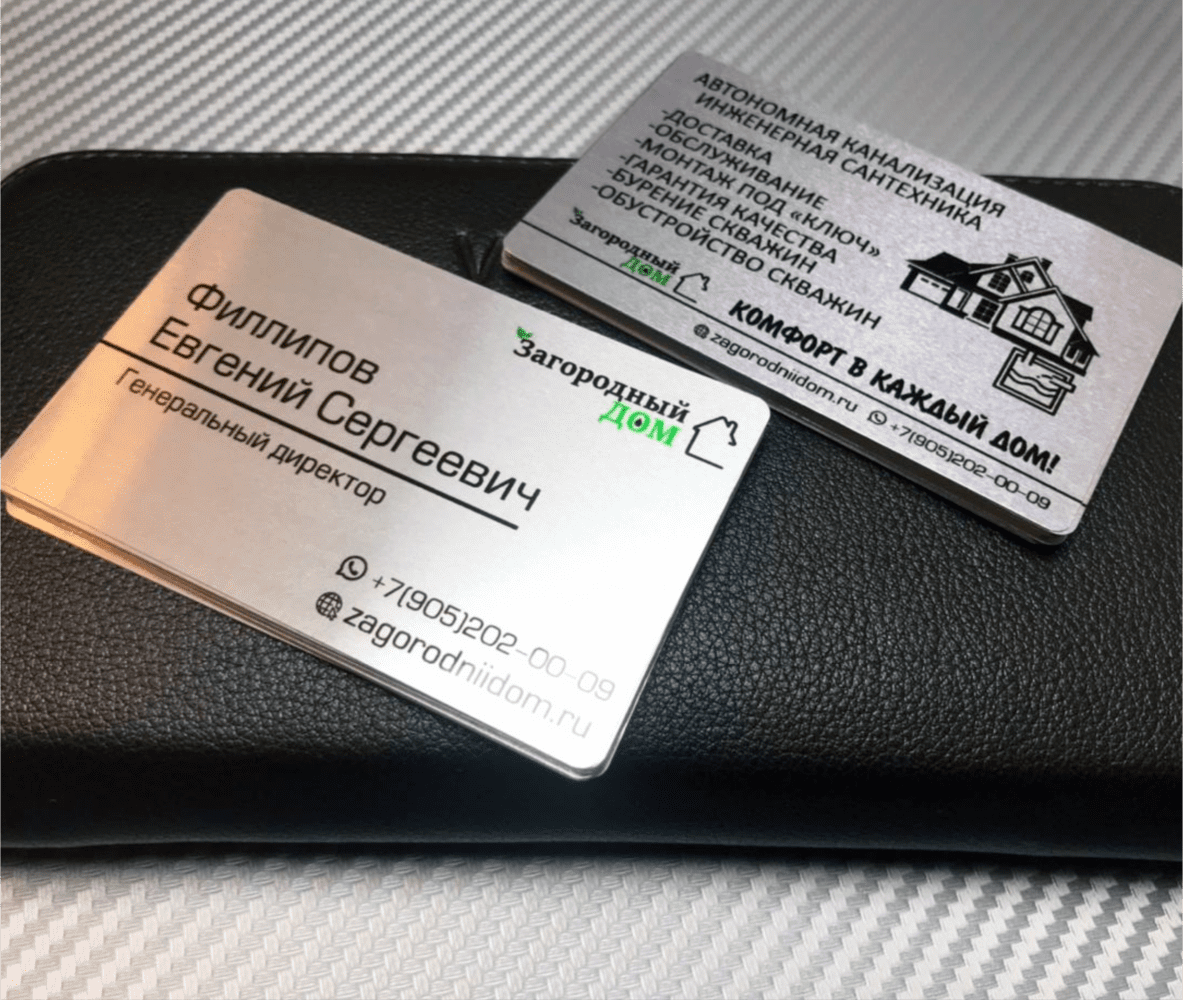 Филлипов
Евгений Сергеевич
Генеральный директор
Загородный
ДОМ
+7(905)202-00-09
zagorodniidom.ru
АВТОНОМНАЯ КАНАЛИЗАЦИЯ
ИНЖЕНЕРНАЯ САНТЕХНИКА
-ДОСТАВКА
-ОБСЛУЖИВАНИЕ
-МОНТАЖ ПОД «КЛЮЧ»
-ГАРАНТИЯ КАЧЕСТВА
-БУРЕНИЕ СКВАЖИН
-ОБУСТРОЙСТВО СКВАЖИН
Загородный
ДОМ
КОМФОРТ В КАЖДЫЙ ДОМ!
zagorodniidom.ru +7(905)202-00-09